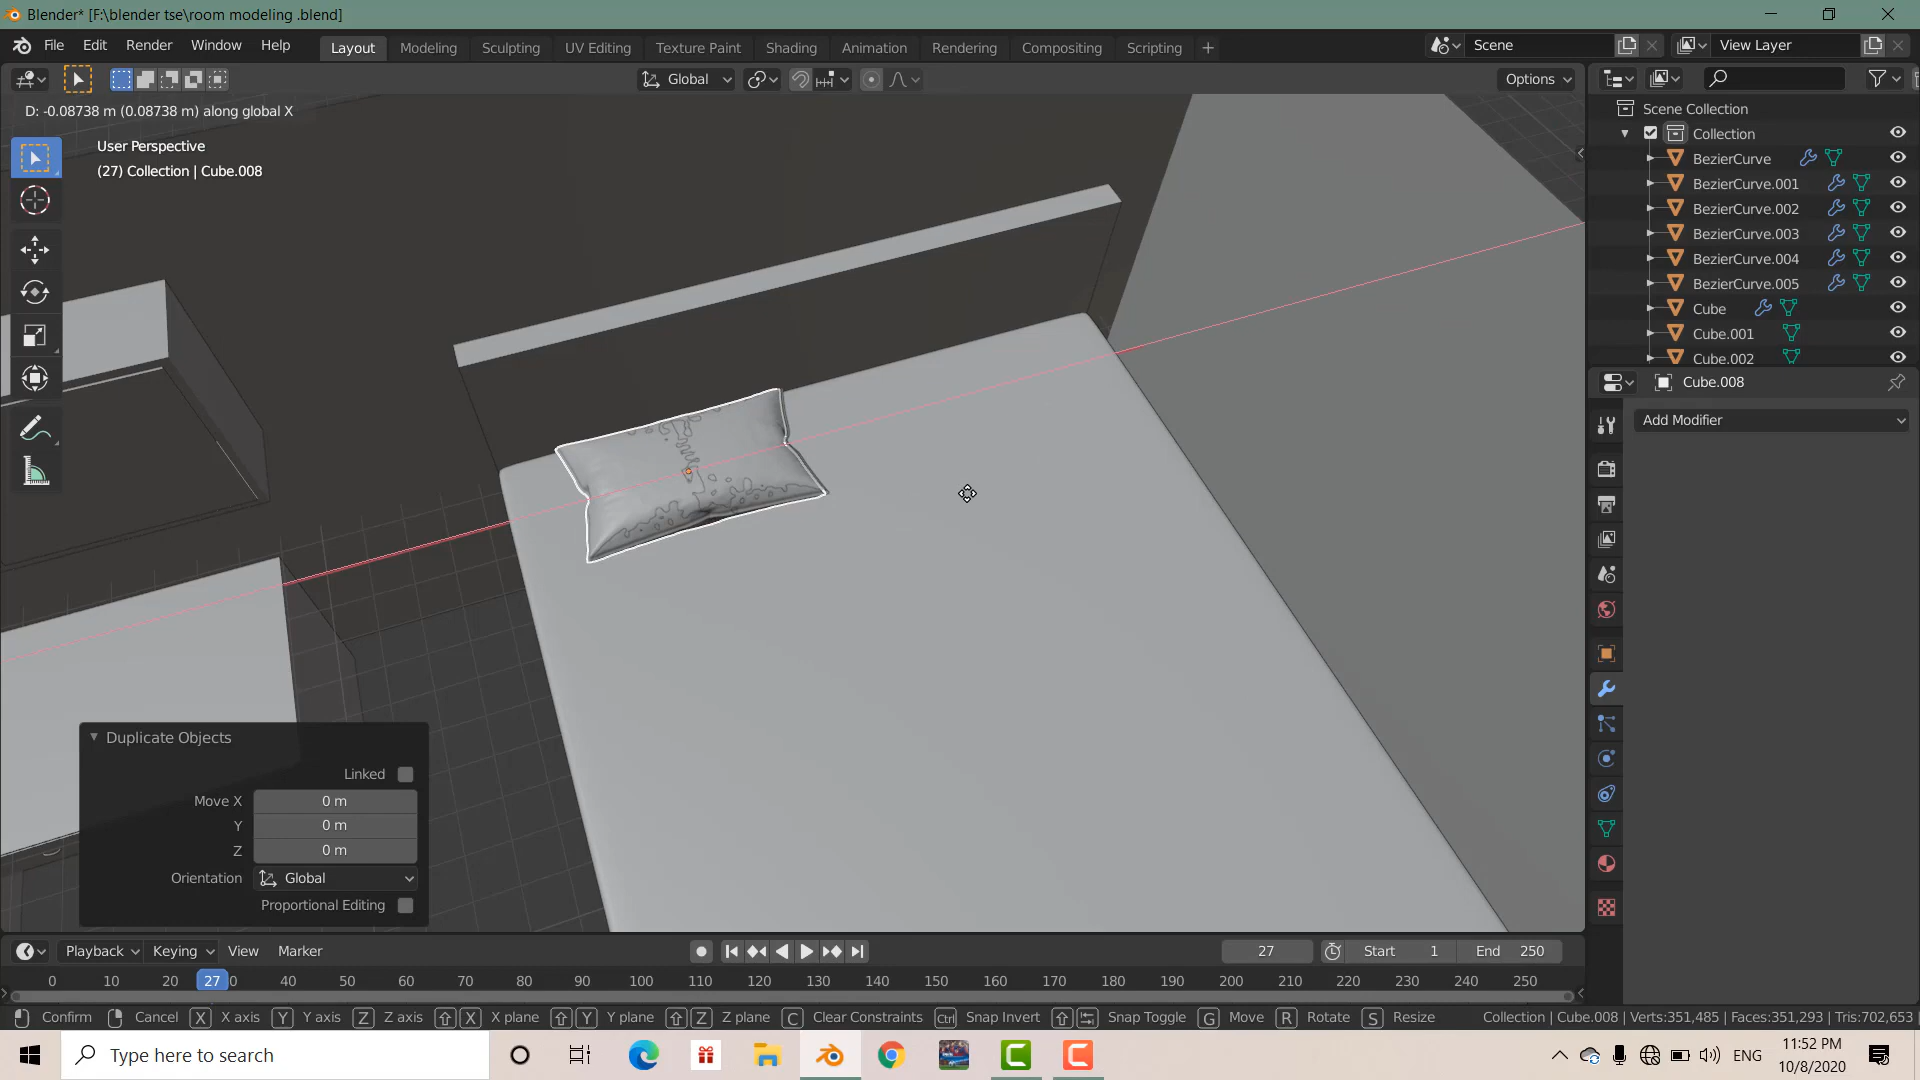 Blender* [F:\blender tse\room modeling .blend]
File Edit Render Window Help Layout Modeling Sculpting UV Editing Texture Paint Shading Animation Rendering Compositing Scripting + Scene View Layer
Global Options
D: -0.08738 m (0.08738 m) along global X
User Perspective
(27) Collection | Cube.008
Scene Collection
Collection
BezierCurve
BezierCurve.001
BezierCurve.002
BezierCurve.003
BezierCurve.004
BezierCurve.005
Cube
Cube.001
Cube.002
Cube.008
Add Modifier
Duplicate Objects
Linked
Move X 0 m
Y 0 m
Z 0 m
Orientation Global
Proportional Editing
Playback Keying View Marker 27 Start 1 End 250
0 10 20 27 0 40 50 60 70 80 90 100 110 120 130 140 150 160 170 180 190 200 210 220 230 240 250
Confirm Cancel X X axis Y Y axis Z Z axis X X plane Y Y plane Z Z plane C Clear Constraints Ctrl Snap Invert Snap Toggle G Move R Rotate S Resize Collection | Cube.008 | Verts:351,485 | Faces:351,293 | Tris:702,653
Type here to search
ENG
11:52 PM
10/8/2020